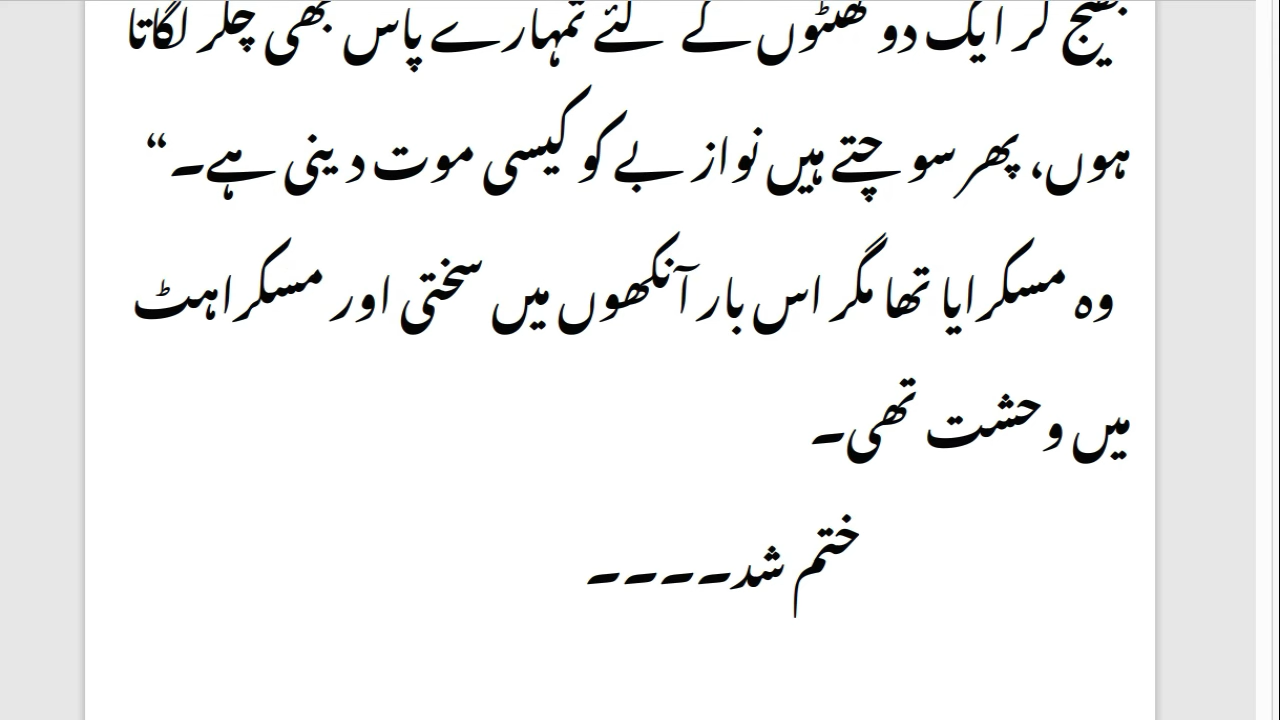 بھیج کر ایک دو گھنٹوں کے لئے تمہارے پاس بھی چکر لگاتا
ہوں، پھر سوچتے ہیں نواز بے کو کیسی موت دینی ہے۔“
وہ مسکرایا تھا مگر اس بار آنکھوں میں سختی اور مسکراہٹ
میں وحشت تھی۔
ختم شد۔۔۔۔